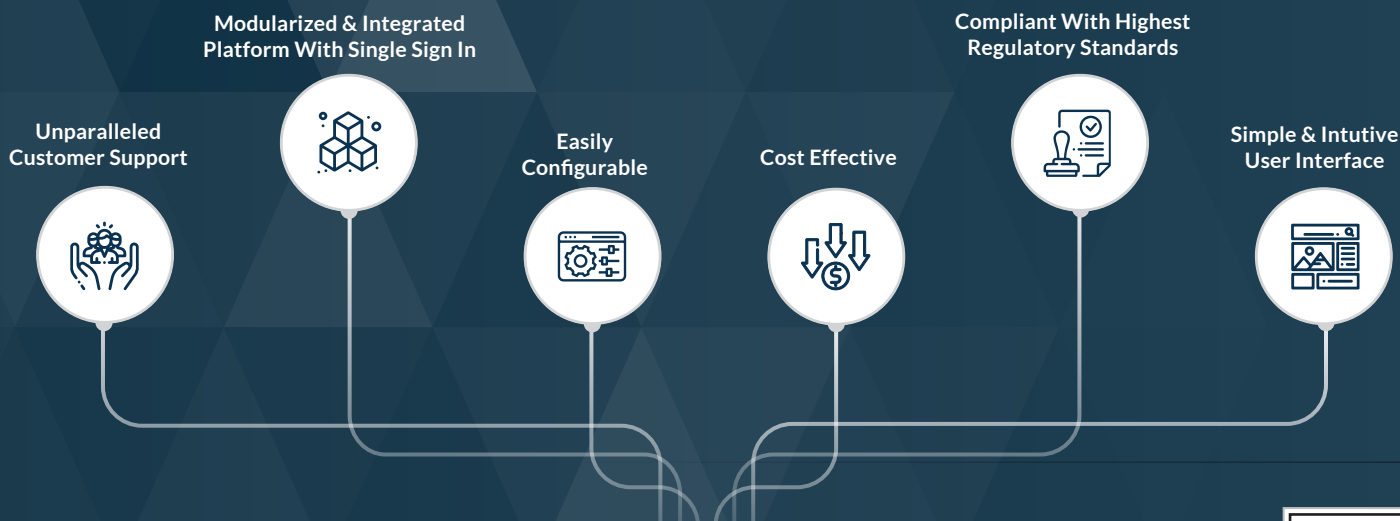 Modularized & Integrated
Platform With Single Sign In
Compliant With Highest
Regulatory Standards
Unparalleled
Customer Support
Easily
Configurable
Cost Effective
Simple & Intutive
User Interface